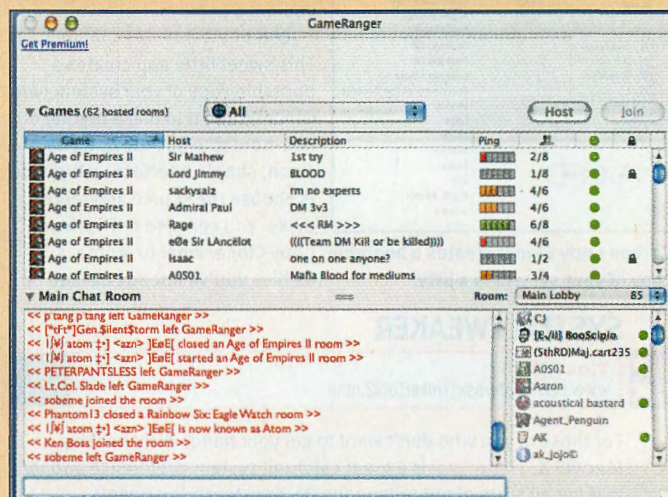 GameRanger
Get Premium!
Games (62 hosted rooms)
All
Host
Join
Game Host Description Ping
Age of Empires II Sir Mathew 1st try 2/8
Age of Empires II Lord Jimmy BLOOD 1/8
Age of Empires II sackysalz rm no experts 4/6
Age of Empires II Admiral Paul DM 3v3 4/6
Age of Empires II Rage <<< RM >>> 6/8
Age of Empires II eØe Sir LAncëlot ((((Team DM Kill or be killed)))) 4/6
Age of Empires II Isaac one on one anyone? 1/2
Age of Empires II A0S01 Mafia Blood for mediums 3/4
Main Chat Room
Room: Main Lobby 85
<< p'tang p'tang left GameRanger >>
<< [*tFt*]Gen.$ilent$torm left GameRanger >>
atom <azn> ]EøE[ closed an Age of Empires II room >>
atom <azn> ]EøE[ started an Age of Empires II room >>
<< PETERPANTSLESS left GameRanger >>
<< Lt.Col. Slade left GameRanger >>
<< sobeme joined the room >>
<< Phantom13 closed a Rainbow Six: Eagle Watch room >>
atom <azn> ]EøE[ is now known as Atom >>
<< Ken Boss joined the room >>
<< sobeme left GameRanger >>
CJ
BooScipio
(5thRD)Maj.cart235
A0S01
Aaron
acoustical bastard
Agent_Penguin
AK